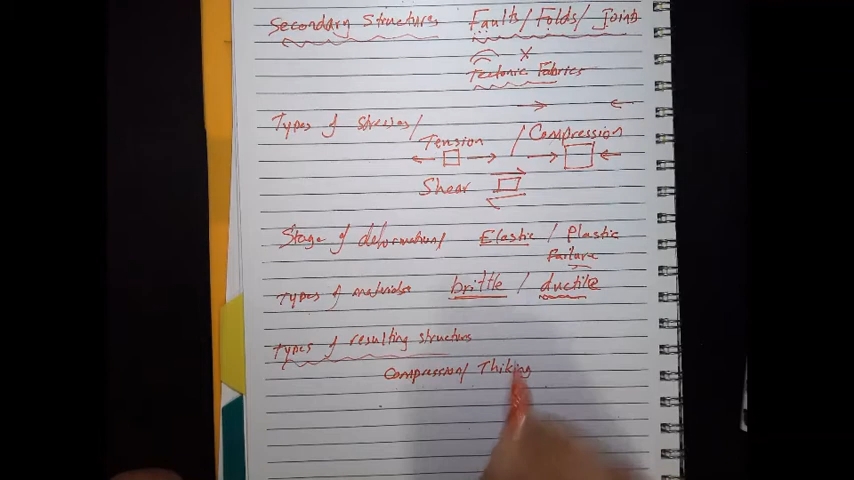 Secondary Structures Faults/Folds/Joints
Tectonic Fabrics
Types of stresses/
Tension / Compression
Shear
Stage of deformation/ Elastic / Plastic
Failure
Types of materials brittle / ductile
Types of resulting structures
Compression/ Thiking